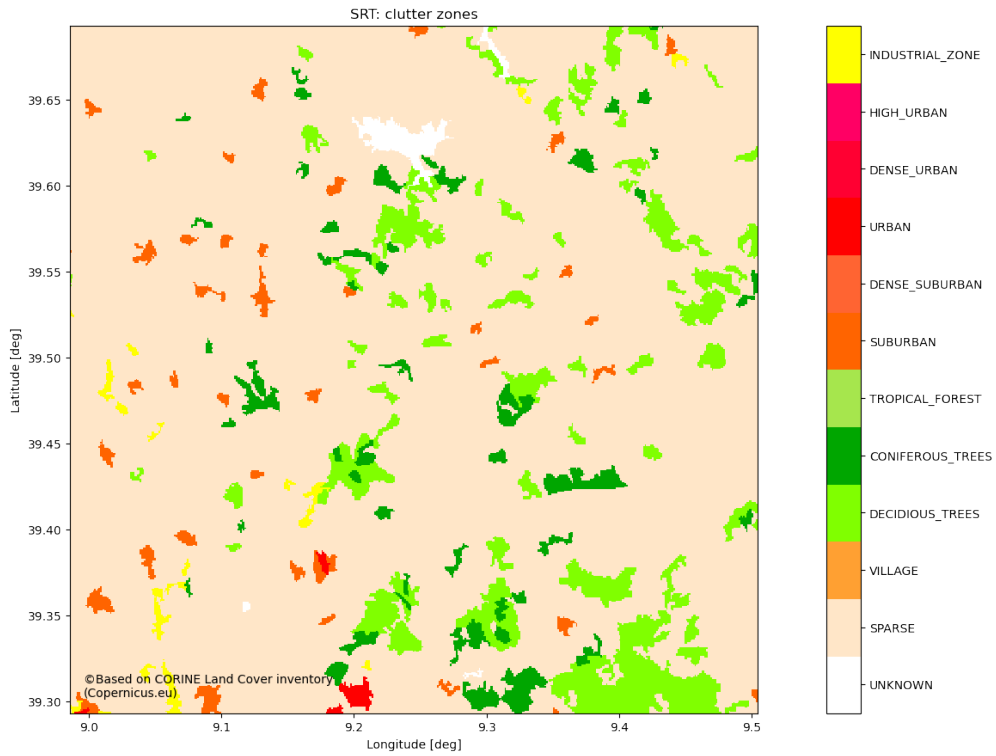 SRT: clutter zones
39.65
39.60
39.55
39.50
39.45
39.40
39.35
39.30
Latitude [deg]
9.0
9.1
9.2
9.3
9.4
9.5
Longitude [deg]
©Based on CORINE Land Cover inventory
(Copernicus.eu)
INDUSTRIAL_ZONE
HIGH_URBAN
DENSE_URBAN
URBAN
DENSE_SUBURBAN
SUBURBAN
TROPICAL_FOREST
CONIFEROUS_TREES
DECIDIOUS_TREES
VILLAGE
SPARSE
UNKNOWN